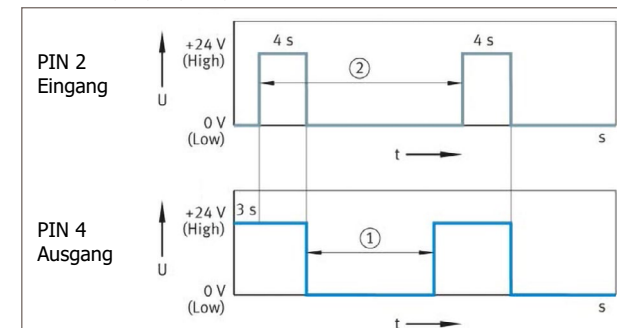 PIN 2
Eingang
U
+24 V
(High)
4 s
4 s
②
0 V
(Low)
t
s
PIN 4
Ausgang
U
+24 V
(High)
3 s
①
0 V
(Low)
t
s